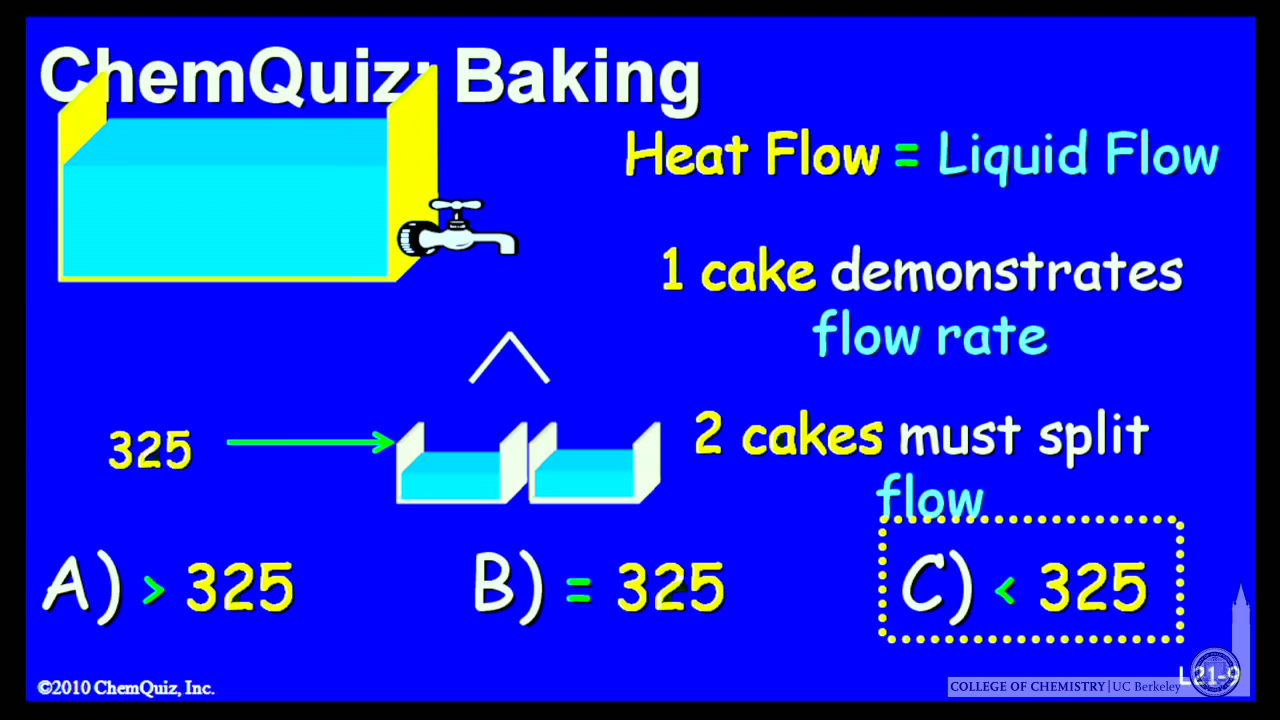 ChemQuiz: Baking
Heat Flow = Liquid Flow
1 cake demonstrates
flow rate
325
2 cakes must split
flow
A) > 325
B) = 325
C) < 325
©2010 ChemQuiz, Inc.
L21-9
COLLEGE OF CHEMISTRY | UC Berkeley